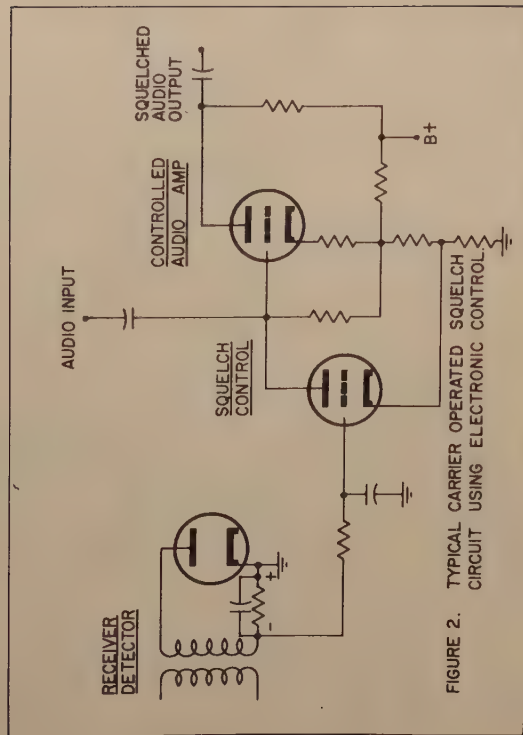 RECEIVER
DETECTOR
-
+
SQUELCH
CONTROL
AUDIO INPUT
CONTROLLED
AUDIO AMP
SQUELCHED
AUDIO
OUTPUT
B+
FIGURE 2. TYPICAL CARRIER OPERATED SQUELCH
CIRCUIT USING ELECTRONIC CONTROL.